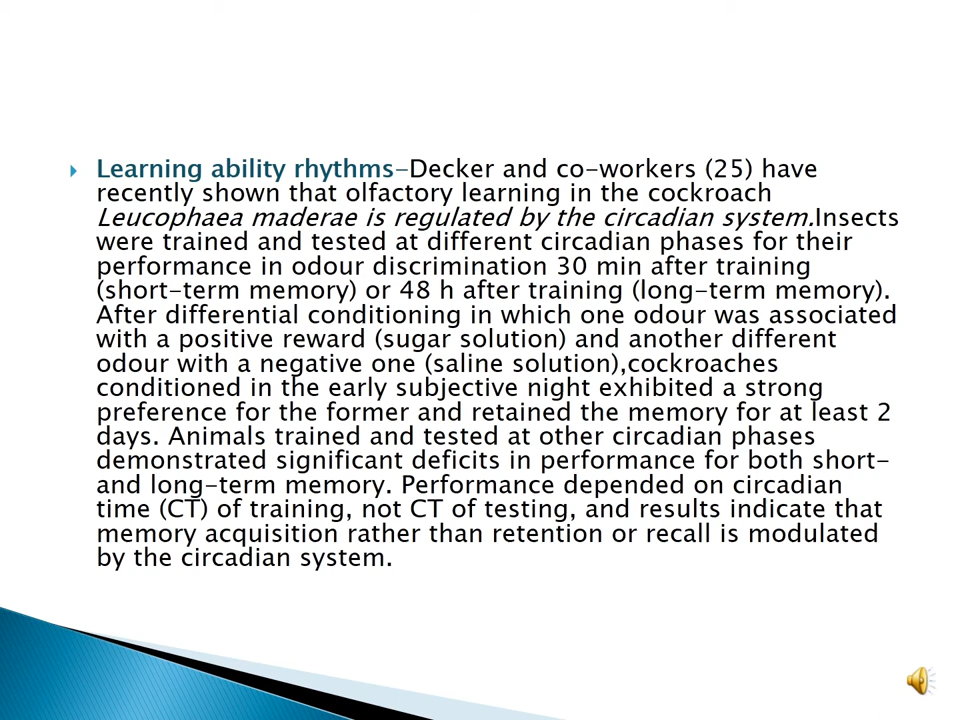 Learning ability rhythms-Decker and co-workers (25) have
recently shown that olfactory learning in the cockroach
Leucophaea maderae is regulated by the circadian system.Insects
were trained and tested at different circadian phases for their
performance in odour discrimination 30 min after training
(short-term memory) or 48 h after training (long-term memory).
After differential conditioning in which one odour was associated
with a positive reward (sugar solution) and another different
odour with a negative one (saline solution),cockroaches
conditioned in the early subjective night exhibited a strong
preference for the former and retained the memory for at least 2
days. Animals trained and tested at other circadian phases
demonstrated significant deficits in performance for both short-
and long-term memory. Performance depended on circadian
time (CT) of training, not CT of testing, and results indicate that
memory acquisition rather than retention or recall is modulated
by the circadian system.